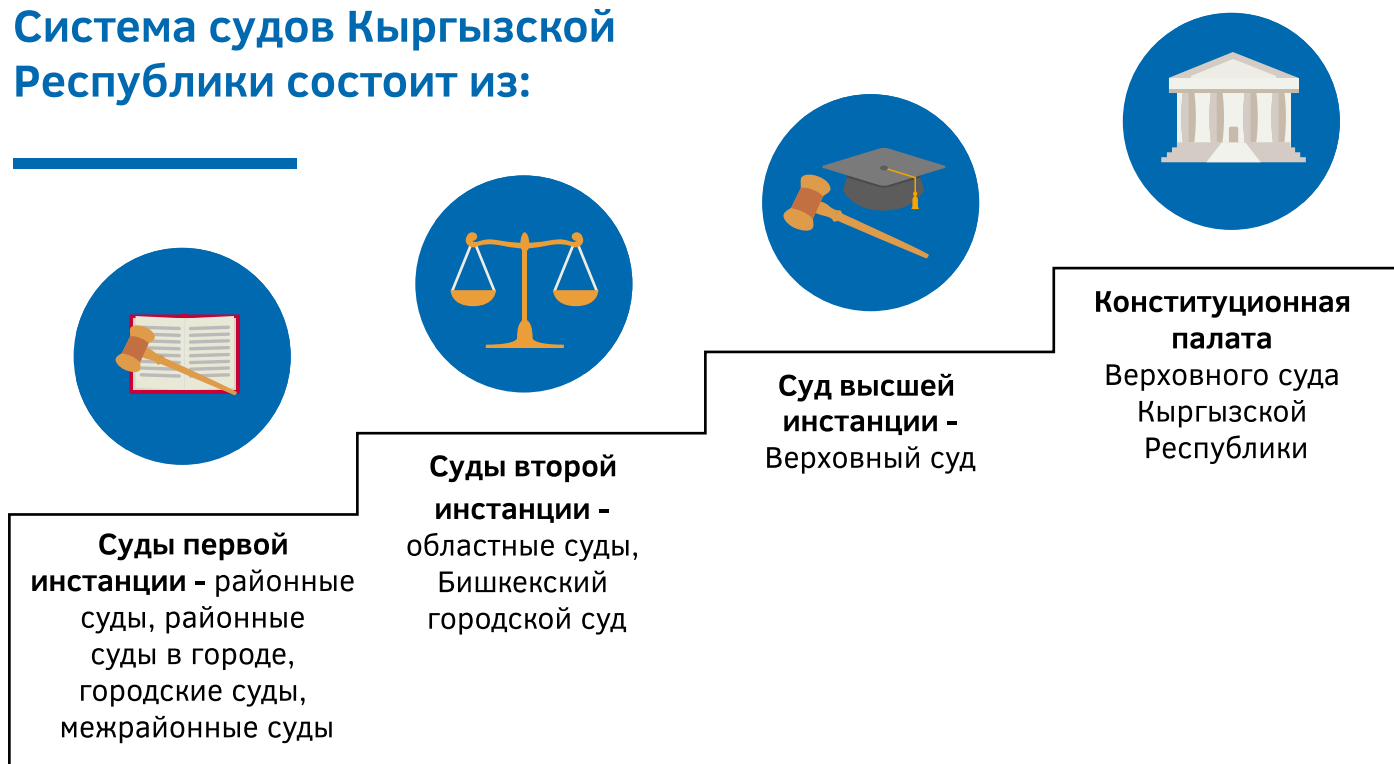 Система судов Кыргызской
Республики состоит из:
Суды первой
инстанции - районные
суды, районные
суды в городе,
городские суды,
межрайонные суды
Суды второй
инстанции -
областные суды,
Бишкекский
городской суд
Суд высшей
инстанции -
Верховный суд
Конституционная
палата
Верховного суда
Кыргызской
Республики